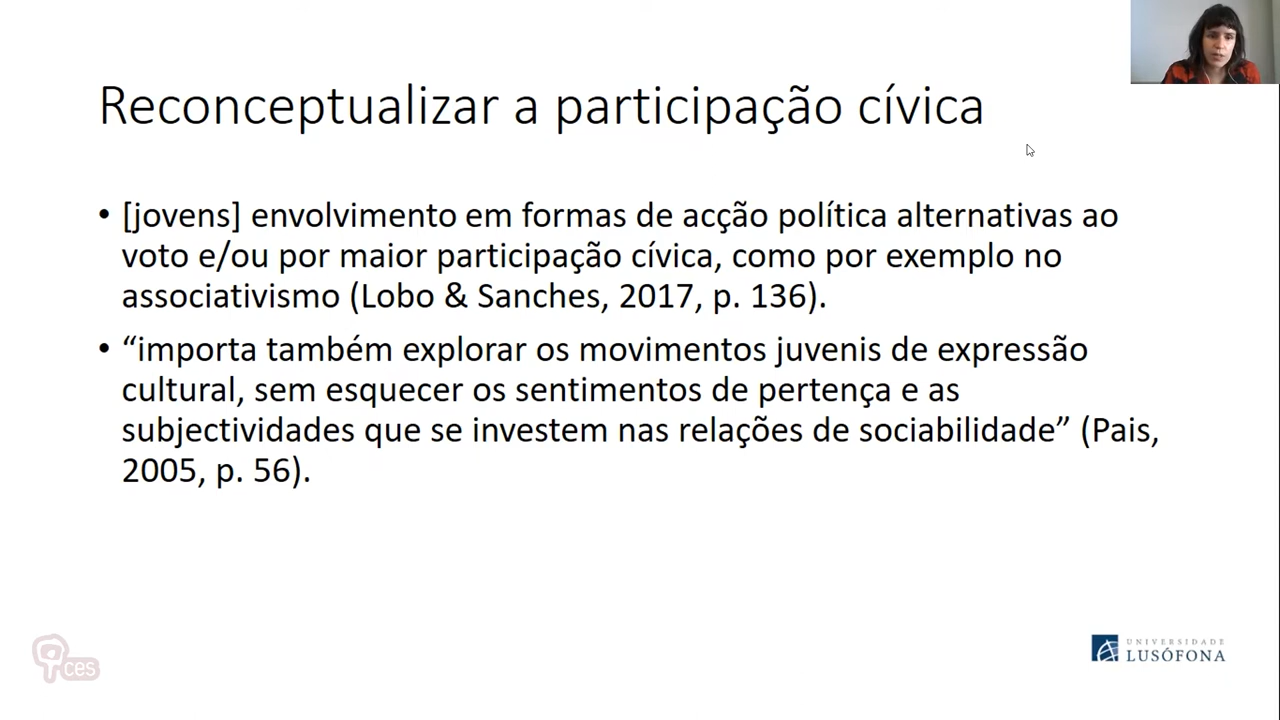 Reconceptualizar a participação cívica
• [jovens] envolvimento em formas de acção política alternativas ao
voto e/ou por maior participação cívica, como por exemplo no
associativismo (Lobo & Sanches, 2017, p. 136).
• “importa também explorar os movimentos juvenis de expressão
cultural, sem esquecer os sentimentos de pertença e as
subjectividades que se investem nas relações de sociabilidade” (Pais,
2005, p. 56).
ces
UNIVERSIDADE
LUSÓFONA